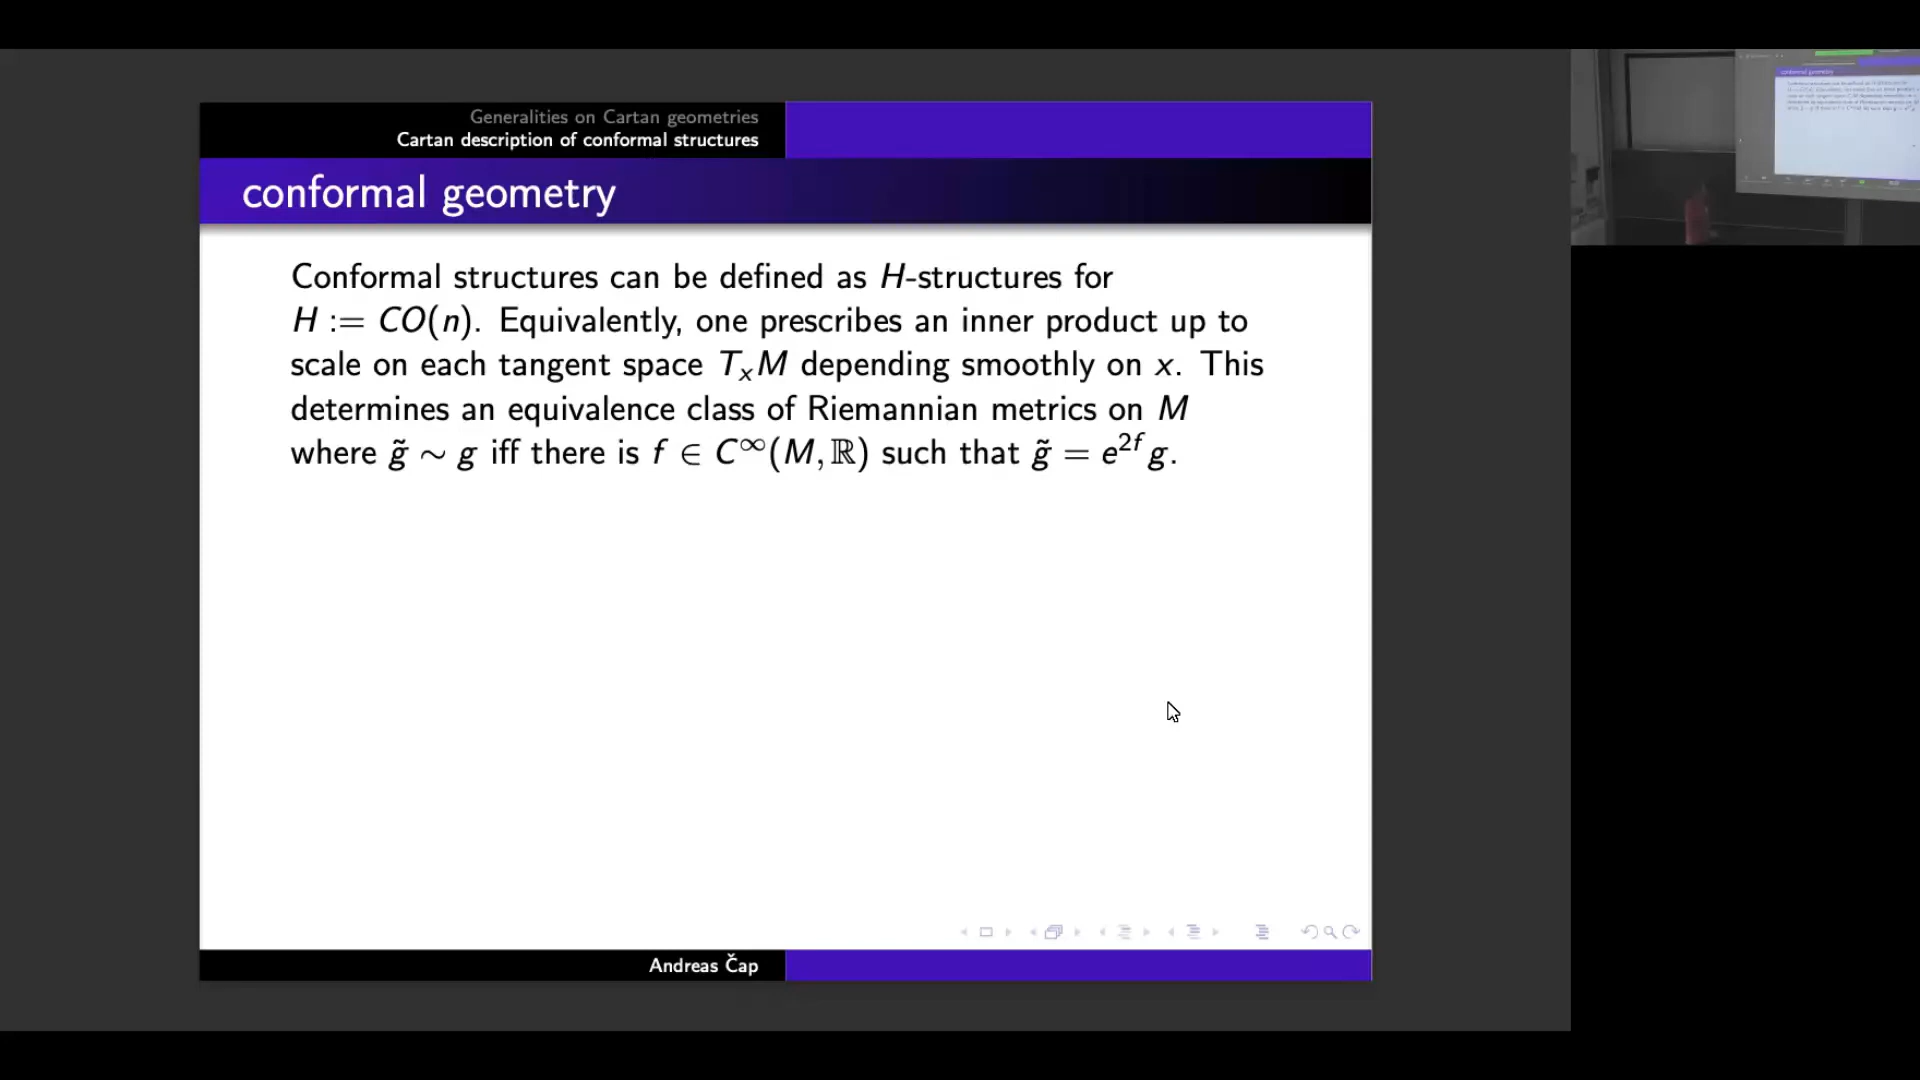 Generalities on Cartan geometries
Cartan description of conformal structures
conformal geometry
Conformal structures can be defined as H-structures for
H := CO(n). Equivalently, one prescribes an inner product up to
scale on each tangent space TₓM depending smoothly on x. This
determines an equivalence class of Riemannian metrics on M
where g̃ ∼ g iff there is f ∈ C^∞(M, ℝ) such that g̃ = e^{2f}g.
Andreas Čap